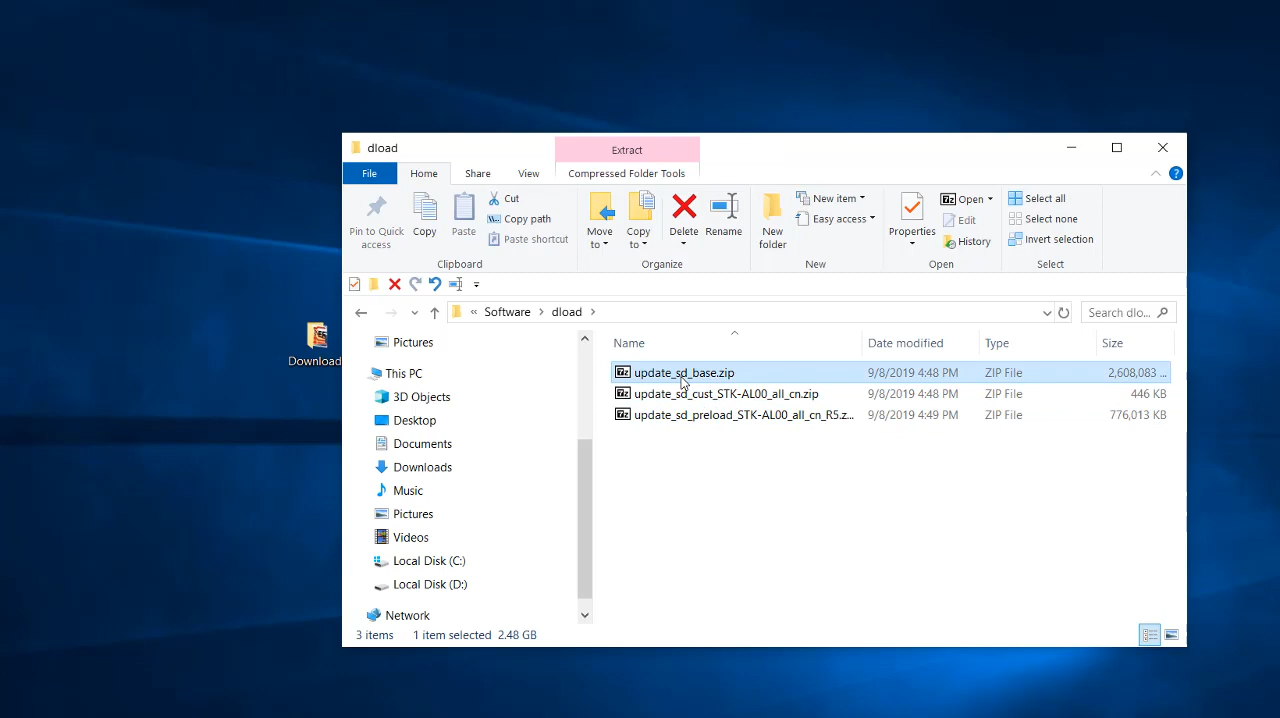 dload
Extract
File
Home
Share
View
Compressed Folder Tools
Pin to Quick access
Copy
Paste
Cut
Copy path
Paste shortcut
Clipboard
Move to
Copy to
Delete
Rename
Organize
New folder
New item
Easy access
New
Properties
Open
Edit
History
Open
Select all
Select none
Invert selection
Select
« Software > dload >
Search dlo...
Pictures
This PC
3D Objects
Desktop
Documents
Downloads
Music
Pictures
Videos
Local Disk (C:)
Local Disk (D:)
Network
Name Date modified Type Size
update_sd_base.zip 9/8/2019 4:48 PM ZIP File 2,608,083 ...
update_sd_cust_STK-AL00_all_cn.zip 9/8/2019 4:48 PM ZIP File 446 KB
update_sd_preload_STK-AL00_all_cn_R5.z... 9/8/2019 4:49 PM ZIP File 776,013 KB
3 items 1 item selected 2.48 GB
Download